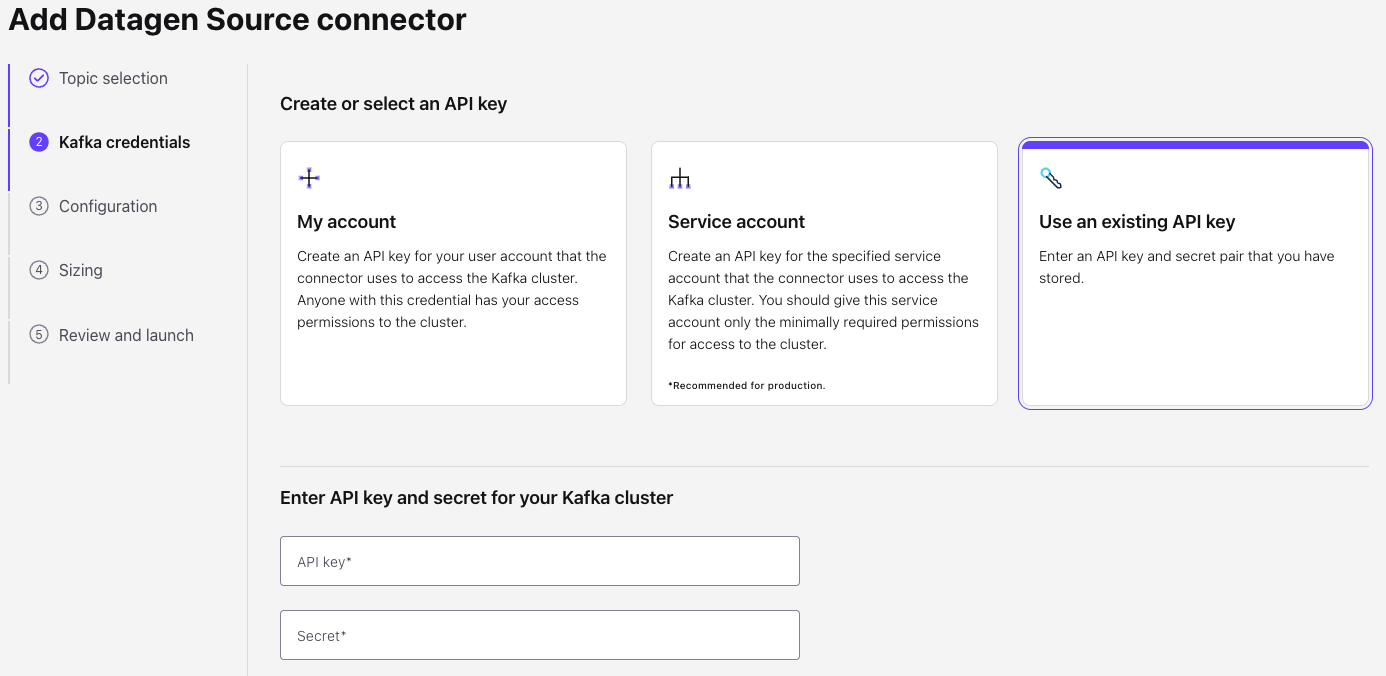 Add Datagen Source connector
Topic selection
2 Kafka credentials
3 Configuration
4 Sizing
5 Review and launch
Create or select an API key
My account
Create an API key for your user account that the
connector uses to access the Kafka cluster.
Anyone with this credential has your access
permissions to the cluster.
Service account
Create an API key for the specified service
account that the connector uses to access the
Kafka cluster. You should give this service
account only the minimally required permissions
for access to the cluster.
*Recommended for production.
Use an existing API key
Enter an API key and secret pair that you have
stored.
Enter API key and secret for your Kafka cluster
API key*
Secret*